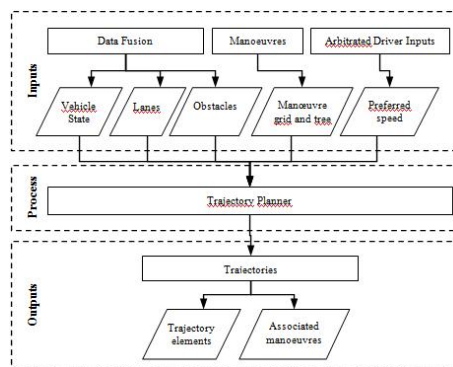 Inputs
Data Fusion
Manoeuvres
Arbitrated Driver Inputs
Vehicle
State
Lanes
Obstacles
Manœuvre
grid and tree
Preferred
speed
Process
Trajectory Planner
Outputs
Trajectories
Trajectory
elements
Associated
manoeuvres